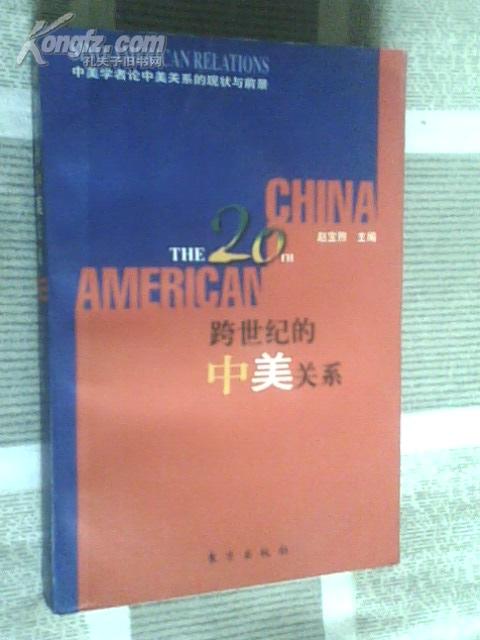 Kongfz.com
孔夫子旧书网
AMERICAN RELATIONS
中美学者论中美关系的现状与前景
CHINA
赵宝煦 主编
THE 20TH
AMERICAN
跨世纪的
中美关系
东方出版社